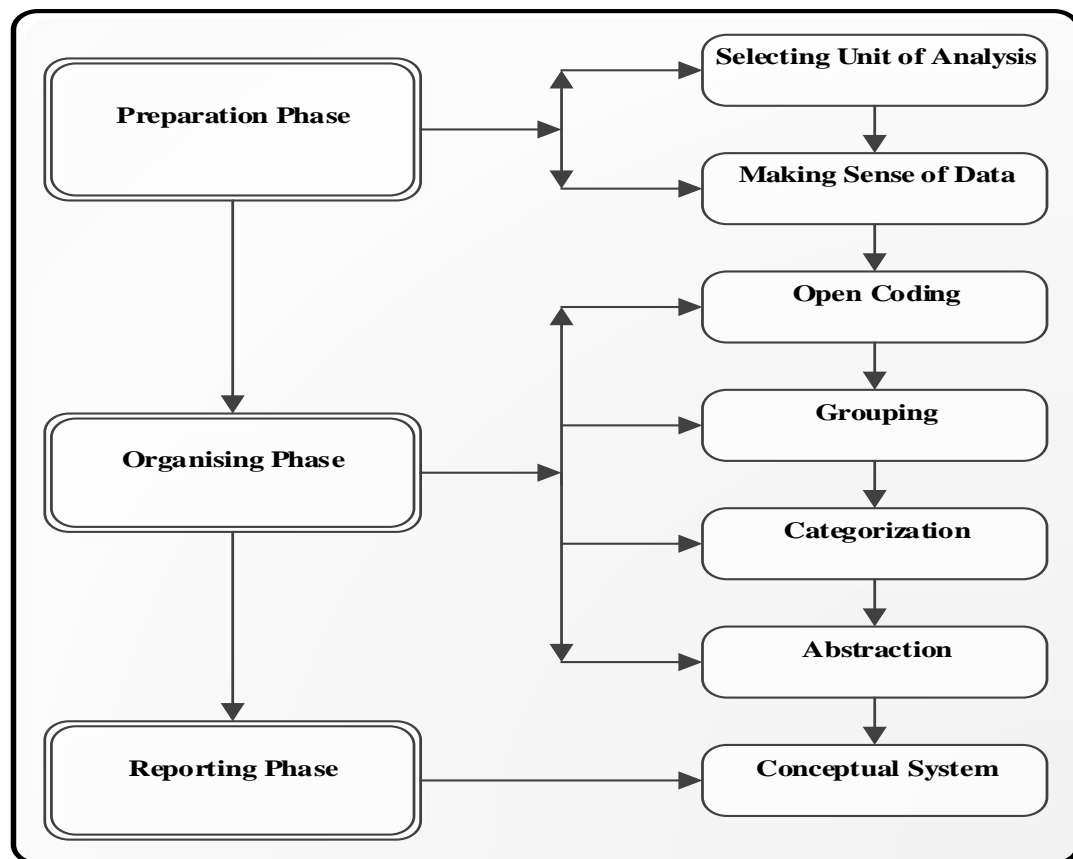 Preparation Phase
Selecting Unit of Analysis
Making Sense of Data
Organising Phase
Open Coding
Grouping
Categorization
Abstraction
Reporting Phase
Conceptual System